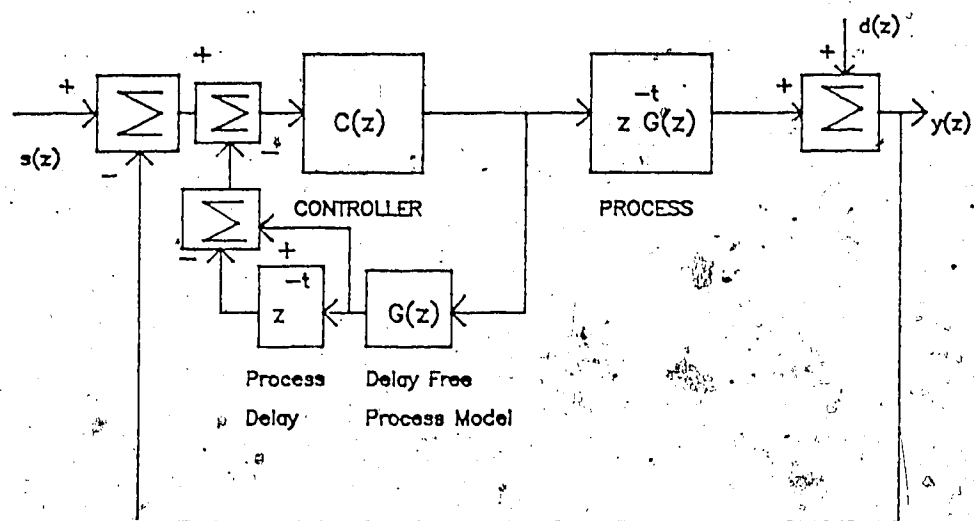 d(z)
+
+
+
+
Σ
Σ
C(z)
z^-t G(z)
Σ
y(z)
s(z)
-
-
Σ
CONTROLLER
PROCESS
-
+
z^-t
G(z)
Process
Delay Free
Delay
Process Model